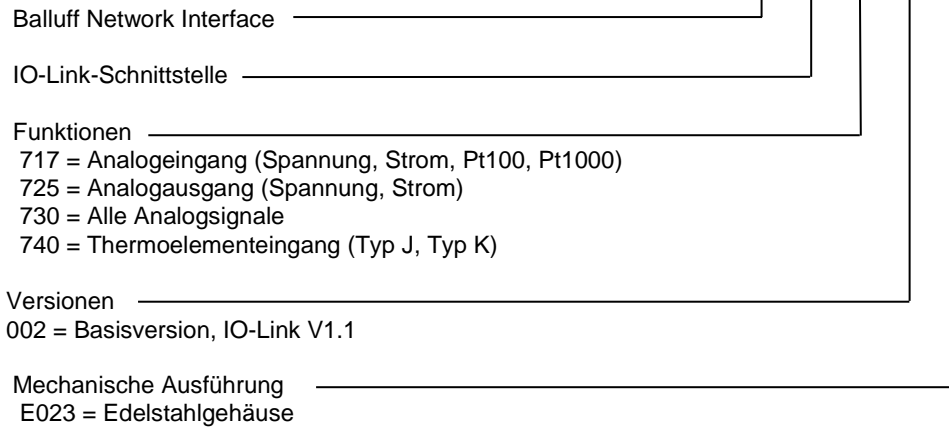 Balluff Network Interface
IO-Link-Schnittstelle
Funktionen
717 = Analogeingang (Spannung, Strom, Pt100, Pt1000)
725 = Analogausgang (Spannung, Strom)
730 = Alle Analogsignale
740 = Thermoelementeingang (Typ J, Typ K)
Versionen
002 = Basisversion, IO-Link V1.1
Mechanische Ausführung
E023 = Edelstahlgehäuse